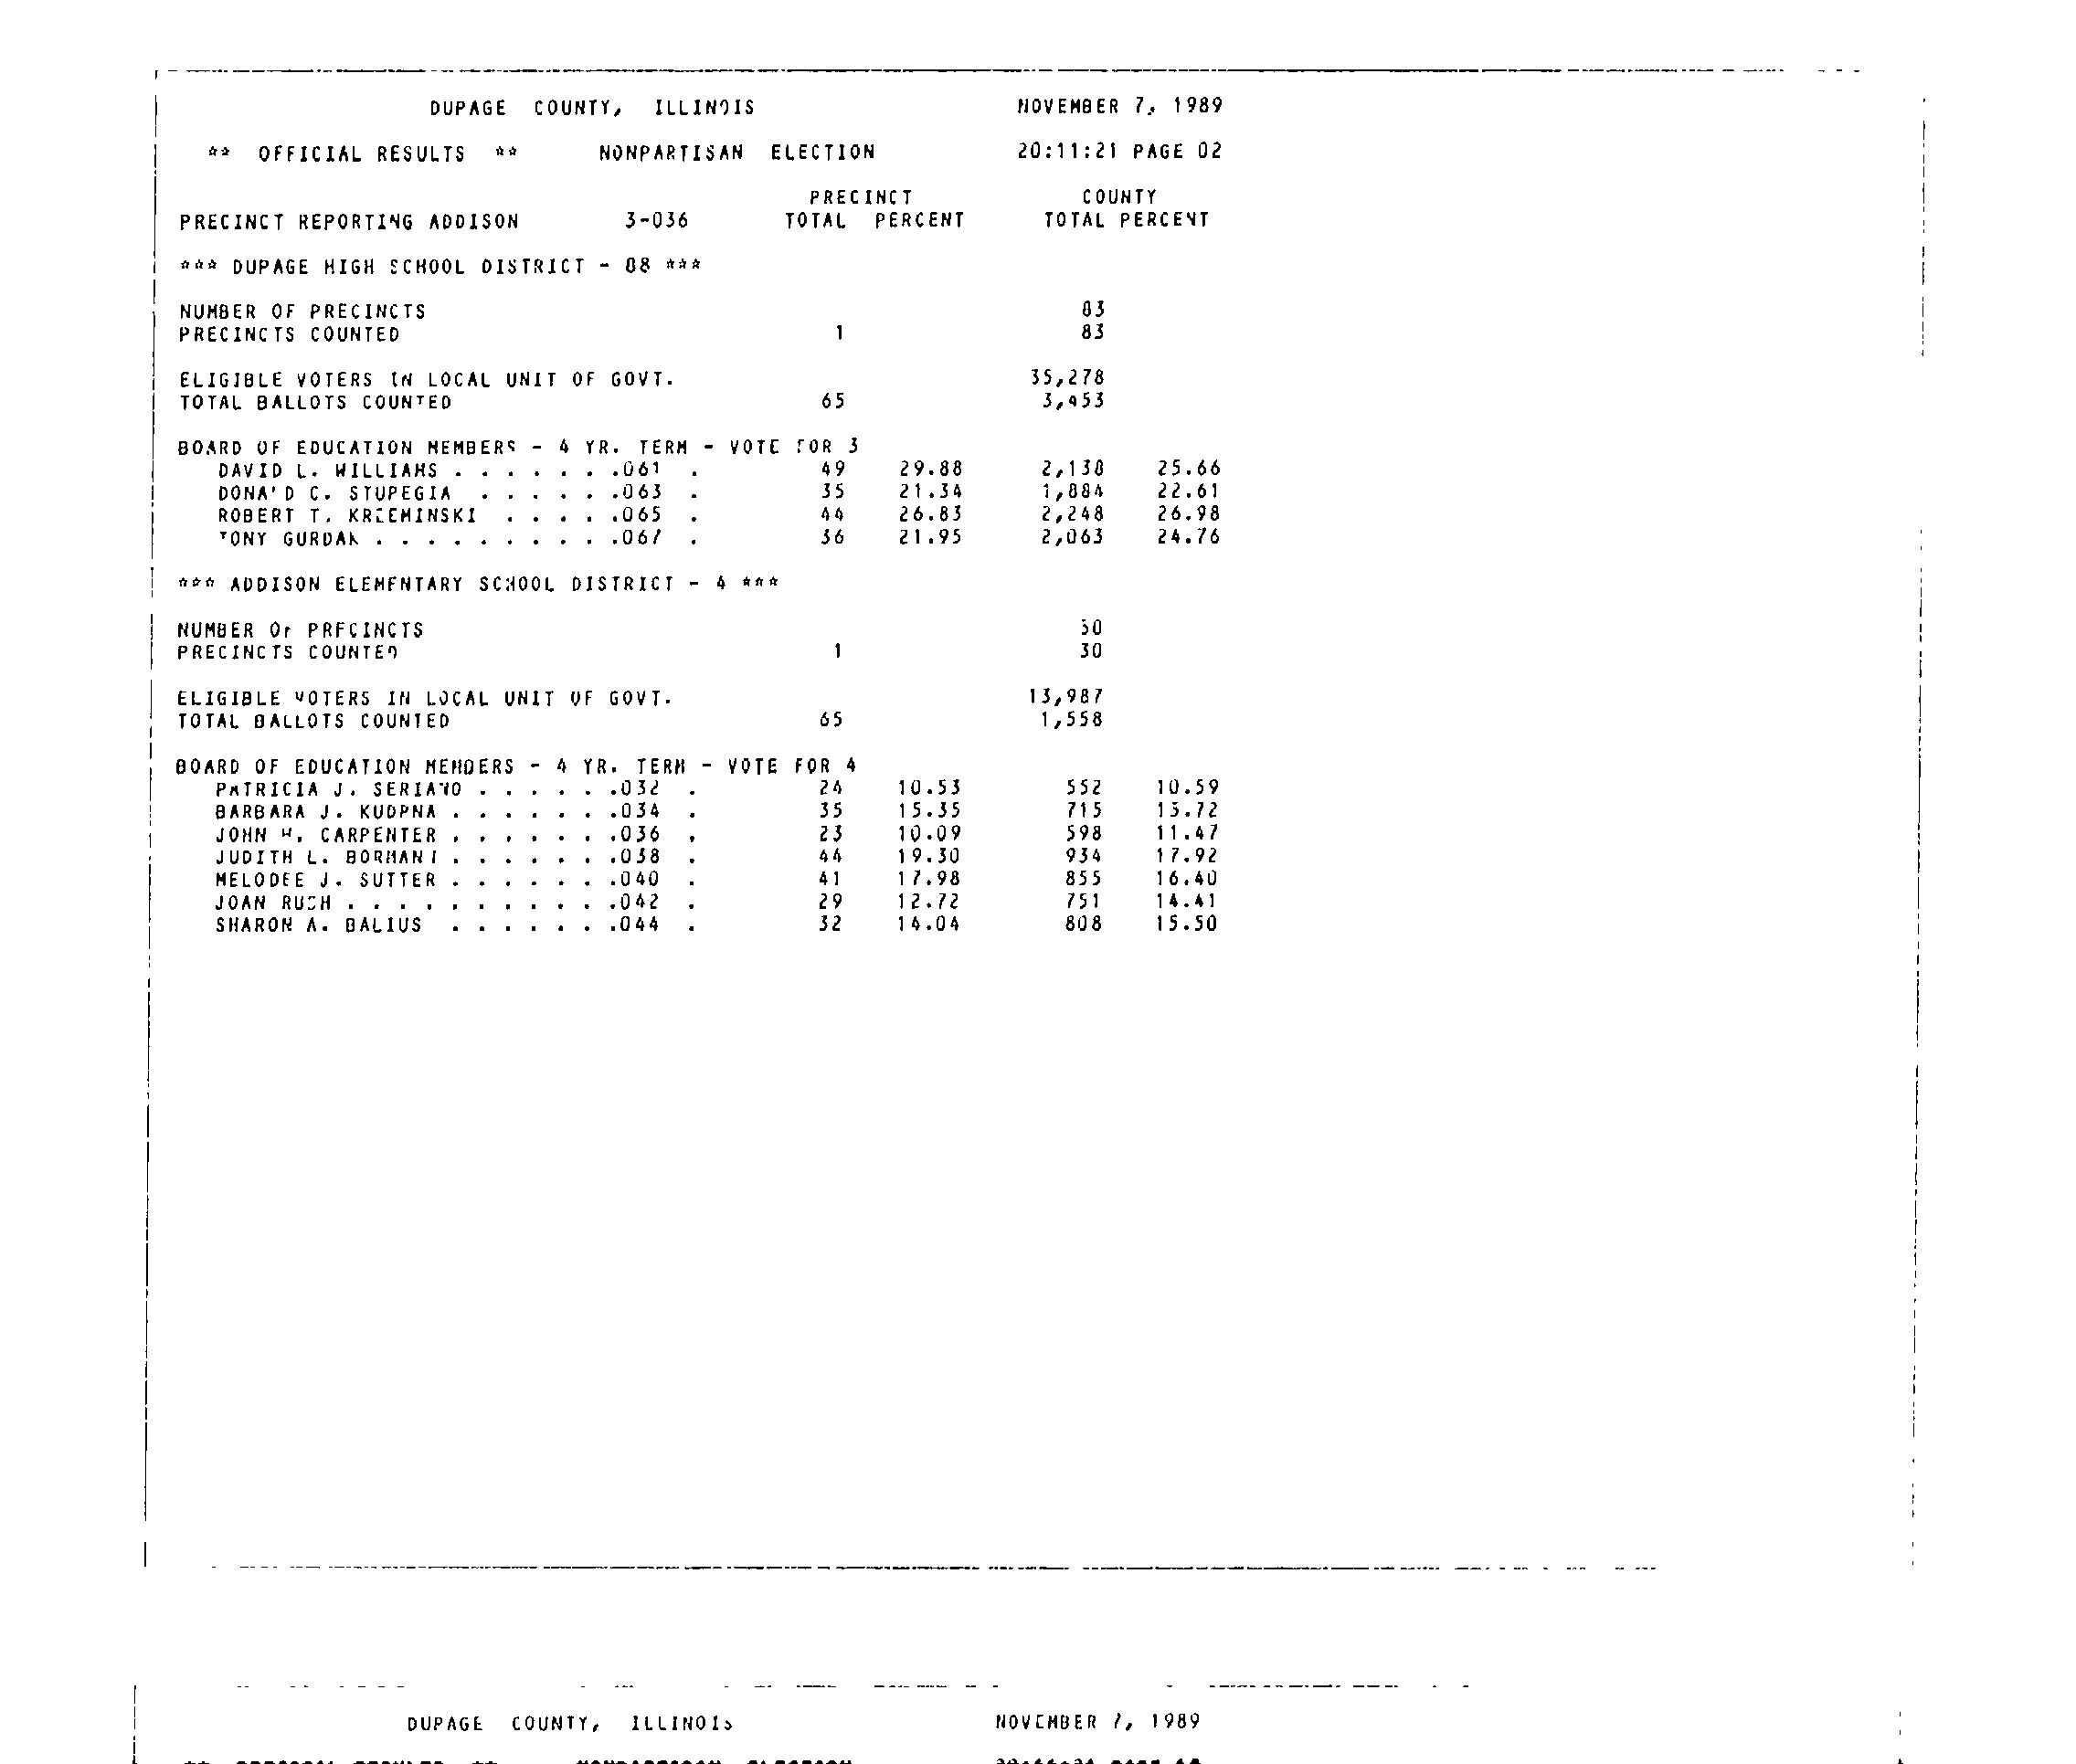 DUPAGE COUNTY, ILLINOIS NOVEMBER 7, 1989
** OFFICIAL RESULTS ** NONPARTISAN ELECTION 20:11:21 PAGE 02
PRECINCT COUNTY
PRECINCT REPORTING ADDISON 3-036 TOTAL PERCENT TOTAL PERCENT
*** DUPAGE HIGH SCHOOL DISTRICT - 88 ***
NUMBER OF PRECINCTS 83
PRECINCTS COUNTED 1 83
ELIGIBLE VOTERS IN LOCAL UNIT OF GOVT. 35,278
TOTAL BALLOTS COUNTED 65 3,453
BOARD OF EDUCATION MEMBERS - 4 YR. TERM - VOTE FOR 3
DAVID L. WILLIAMS . . . . . . .061 . 49 29.88 2,138 25.66
DONALD C. STUPEGIA . . . . . .063 . 35 21.34 1,884 22.61
ROBERT T. KRZEMINSKI . . . . .065 . 44 26.83 2,248 26.98
TONY GURDAK . . . . . . . . . .067 . 36 21.95 2,063 24.76
*** ADDISON ELEMENTARY SCHOOL DISTRICT - 4 ***
NUMBER OF PRECINCTS 30
PRECINCTS COUNTED 1 30
ELIGIBLE VOTERS IN LOCAL UNIT OF GOVT. 13,987
TOTAL BALLOTS COUNTED 65 1,558
BOARD OF EDUCATION MEMBERS - 4 YR. TERM - VOTE FOR 4
PATRICIA J. SERIANO . . . . . .032 . 24 10.53 552 10.59
BARBARA J. . . . . . . .034 . 35 15.35 715 13.72
JOHN W. CARPENTER . . . . . . .036 . 23 10.09 598 11.47
JUDITH L. BORMANN . . . . . . .038 . 44 19.30 934 17.92
MELODEE J. SUTTER . . . . . . .040 . 41 17.98 855 16.40
JOAN RUSH . . . . . . . . . . .042 . 29 12.72 751 14.41
SHARON A. BALIUS . . . . . . .044 . 32 14.04 808 15.50
DUPAGE COUNTY, ILLINOIS NOVEMBER 7, 1989